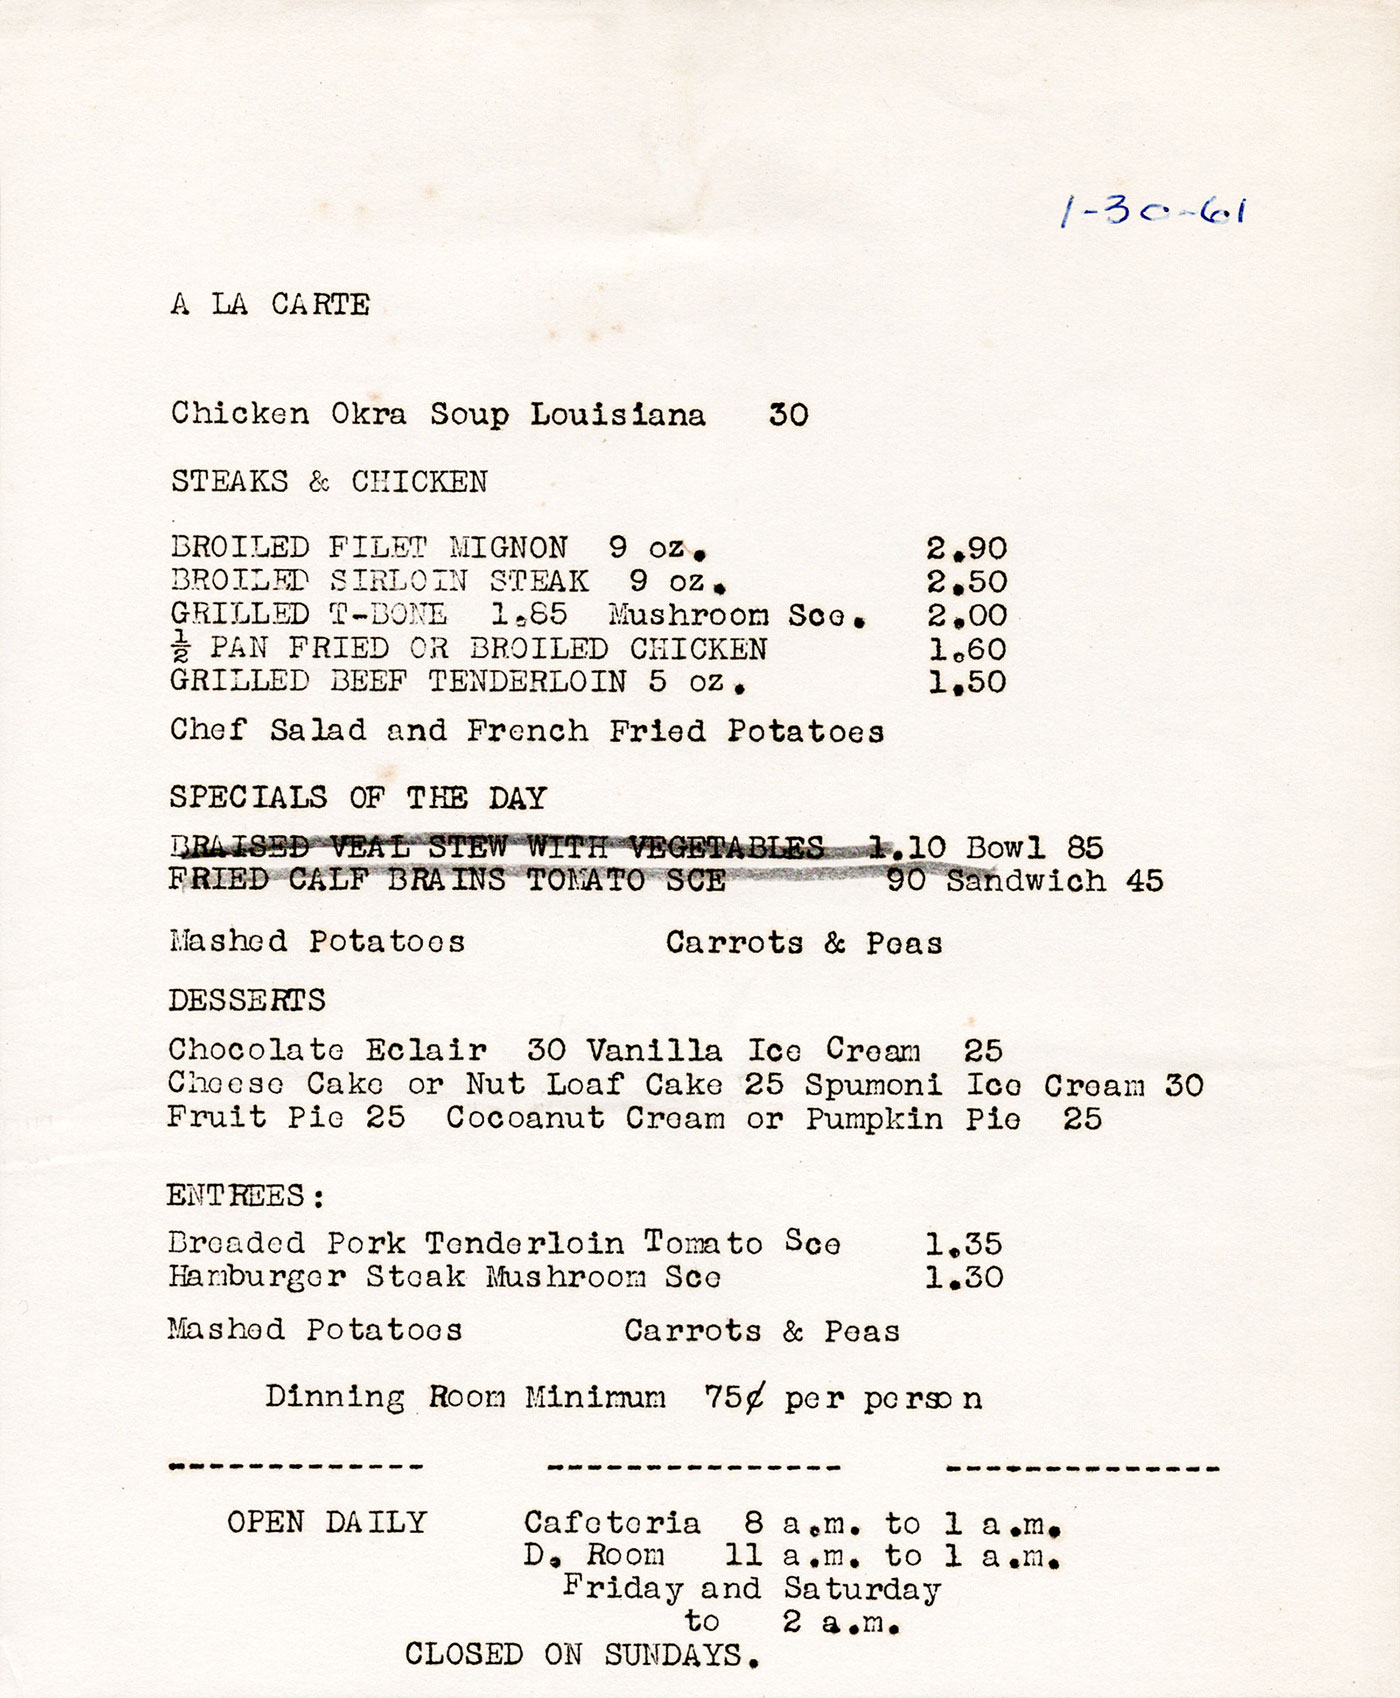 1-30-61
A LA CARTE
Chicken Okra Soup Louisiana 30
STEAKS & CHICKEN
BROILED FILET MIGNON 9 oz. 2.90
BROILED SIRLOIN STEAK 9 oz. 2.50
GRILLED T-BONE 1.85 Mushroom Sce. 2.00
½ PAN FRIED OR BROILED CHICKEN 1.60
GRILLED BEEF TENDERLOIN 5 oz. 1.50
Chef Salad and French Fried Potatoes
SPECIALS OF THE DAY
BRAISED VEAL STEW WITH VEGETABLES 1.10 Bowl 85
FRIED CALF BRAINS TOMATO SCE 90 Sandwich 45
Mashed Potatoes Carrots & Peas
DESSERTS
Chocolate Eclair 30 Vanilla Ice Cream 25
Cheese Cake or Nut Loaf Cake 25 Spumoni Ice Cream 30
Fruit Pie 25 Cocoanut Cream or Pumpkin Pie 25
ENTREES:
Breaded Pork Tenderloin Tomato Sce 1.35
Hamburger Steak Mushroom Sce 1.30
Mashed Potatoes Carrots & Peas
Dinning Room Minimum 75¢ per person
OPEN DAILY Cafeteria 8 a.m. to 1 a.m.
D. Room 11 a.m. to 1 a.m.
Friday and Saturday
to 2 a.m.
CLOSED ON SUNDAYS.